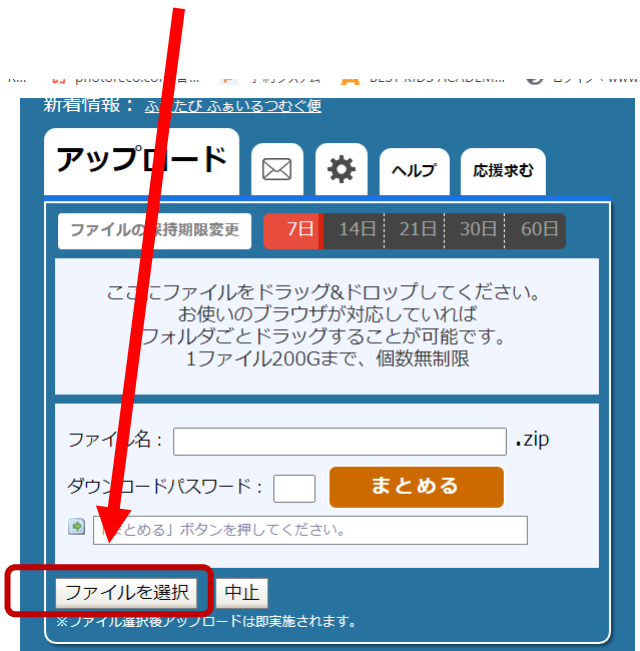 photoreco.com
新着情報： ふぁいるつむぐ便
アップロード
ヘルプ
応援求む
ファイルの保持期限変更 7日 14日 21日 30日 60日
ここにファイルをドラッグ&ドロップしてください。
お使いのブラウザが対応していれば
フォルダごとドラッグすることが可能です。
1ファイル200Gまで、個数無制限
ファイル名： .zip
ダウンロードパスワード： まとめる
「まとめる」ボタンを押してください。
ファイルを選択 中止
※ファイル選択後アップロードは即実施されます。